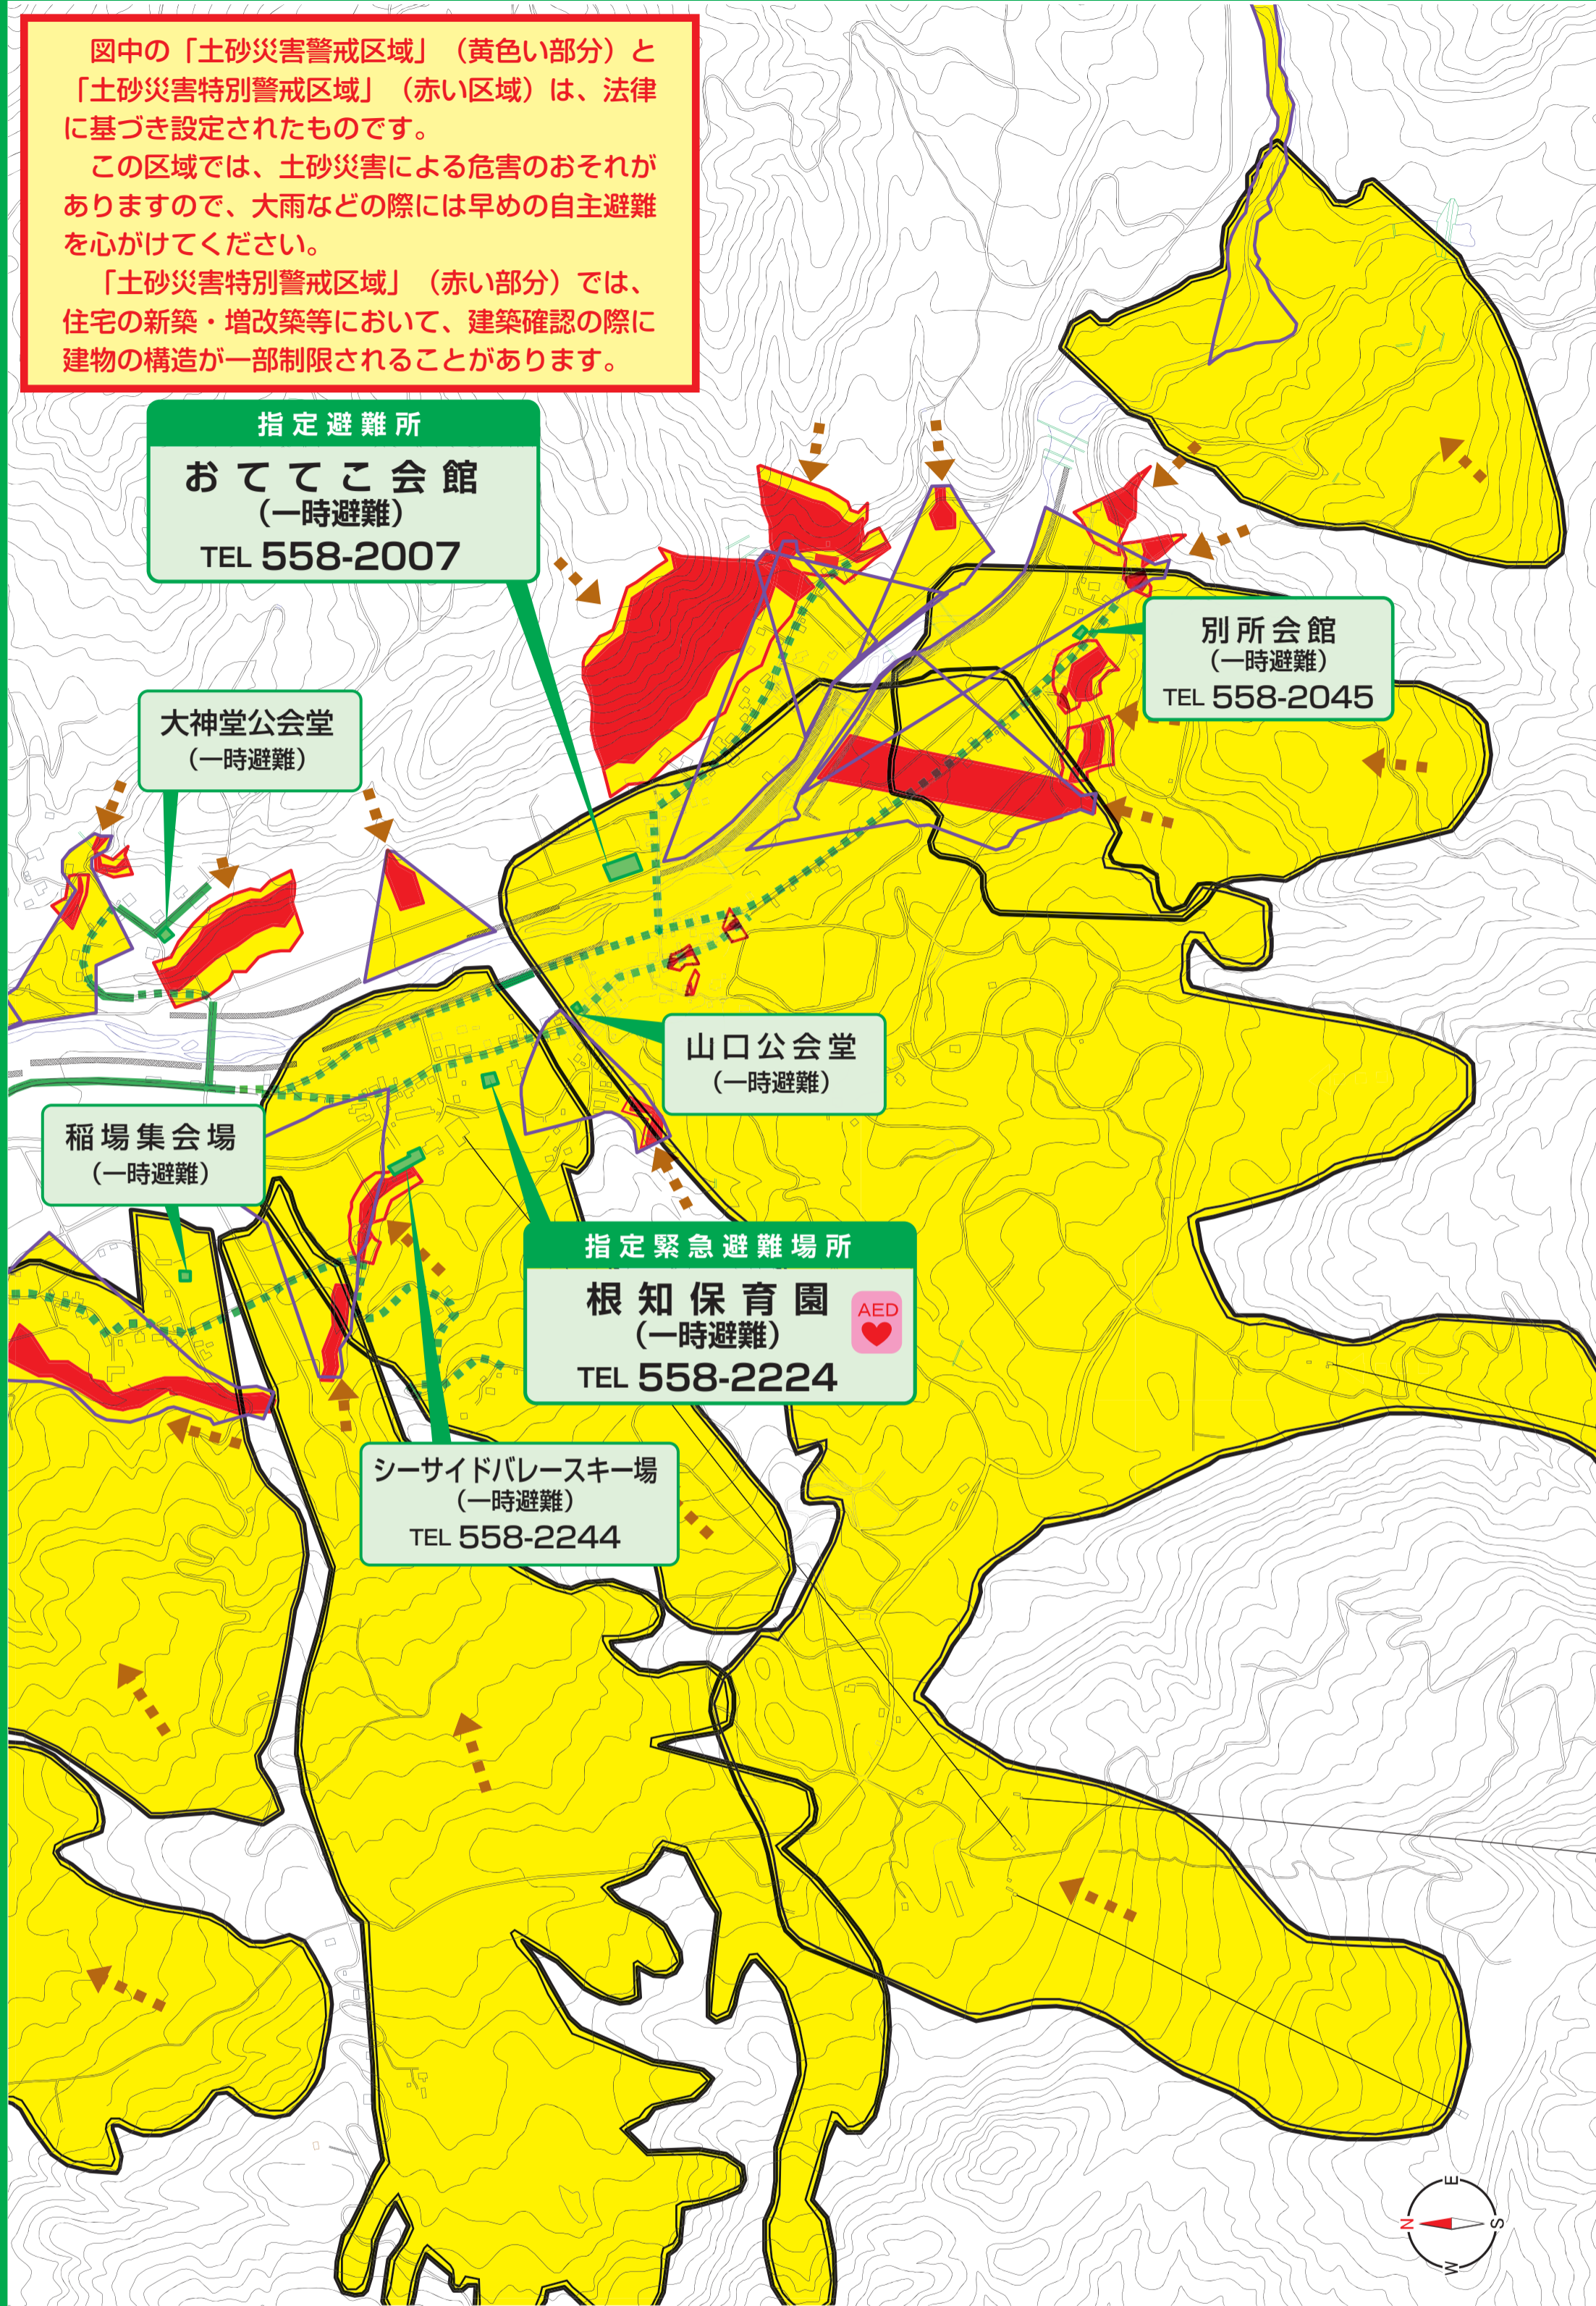 図中の「土砂災害警戒区域」（黄色い部分）と
「土砂災害特別警戒区域」（赤い区域）は、法律
に基づき設定されたものです。
この区域では、土砂災害による危害のおそれが
ありますので、大雨などの際には早めの自主避難
を心がけてください。
「土砂災害特別警戒区域」（赤い部分）では、
住宅の新築・増改築等において、建築確認の際に
建物の構造が一部制限されることがあります。
指定避難所
おててこ会館
（一時避難）
TEL 558-2007
別所会館
（一時避難）
TEL 558-2045
大神堂公会堂
（一時避難）
山口公会堂
（一時避難）
稲場集会場
（一時避難）
指定緊急避難場所
根知保育園
（一時避難）
TEL 558-2224
AED
シーサイドバレースキー場
（一時避難）
TEL 558-2244
E
N
S
W